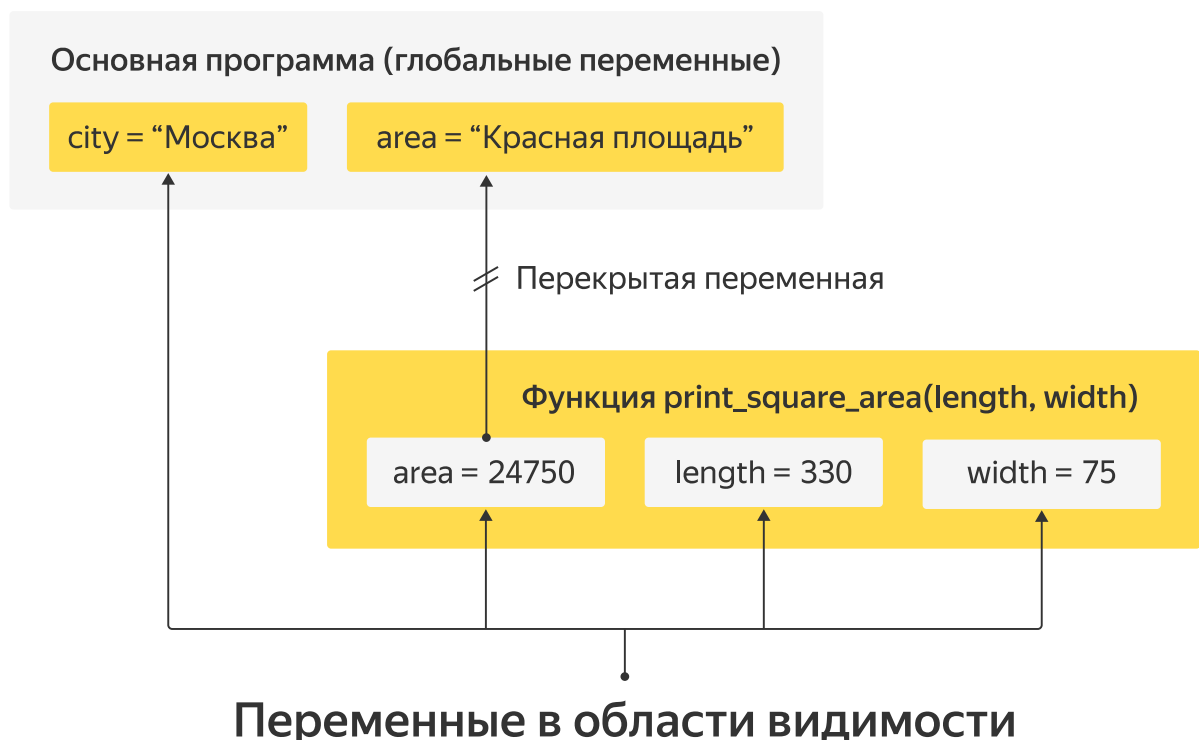 Основная программа (глобальные переменные)
city = “Москва”
area = “Красная площадь”
Перекрытая переменная
Функция print_square_area(length, width)
area = 24750
length = 330
width = 75
Переменные в области видимости